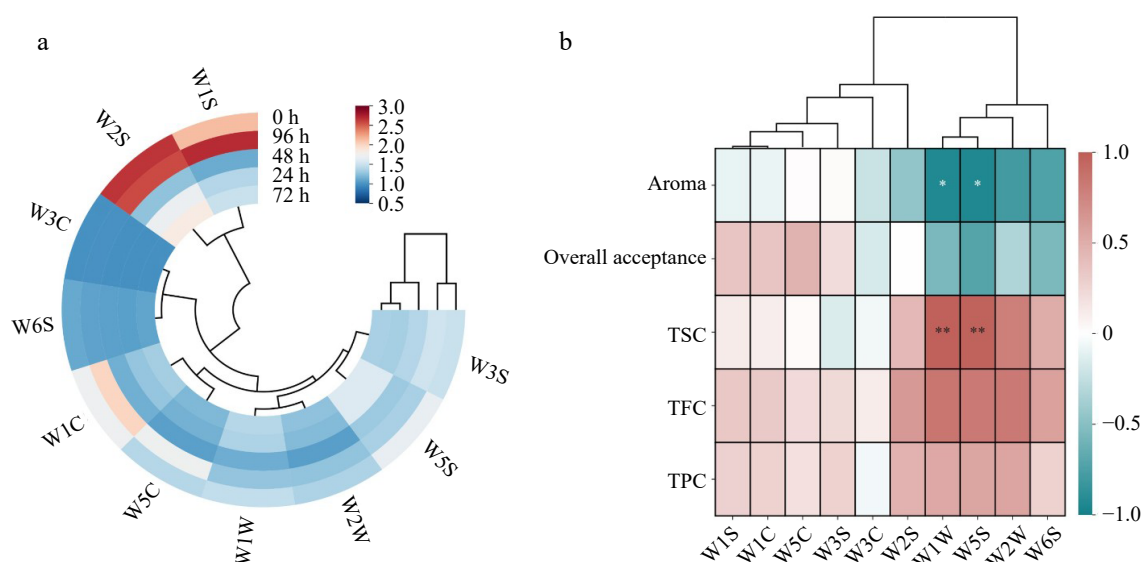 a
W1S
W2S
W3C
W6S
W1C
W5C
W1W
W2W
W5S
W3S
0 h
96 h
48 h
24 h
72 h
3.0
2.5
2.0
1.5
1.0
0.5
b
Aroma
Overall acceptance
TSC
TFC
TPC
* *
** **
W1S W1C W5C W3S W3C W2S W1W W5S W2W W6S
1.0
0.5
0
−0.5
−1.0